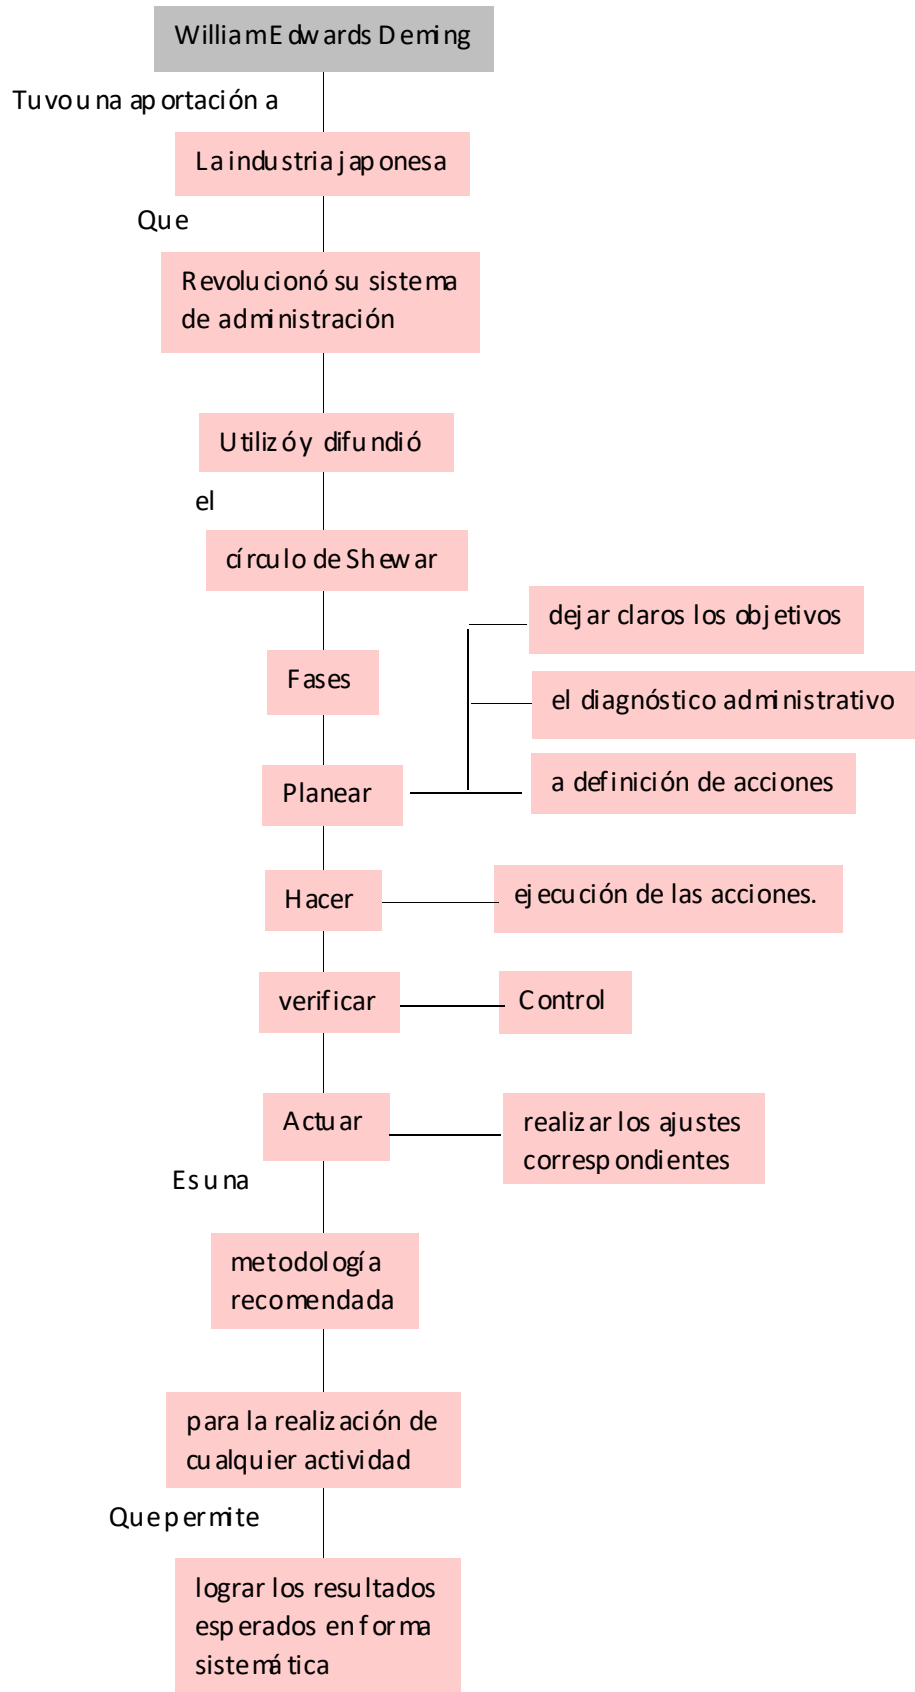 William Edwards Deming
Tuvo una aportación a
La industria japonesa
Que
Revolucionó su sistema
de administración
Utilizó y difundió
el
círculo de Shewar
dejar claros los objetivos
Fases
el diagnóstico administrativo
Planear
a definición de acciones
Hacer
ejecución de las acciones.
verificar
Control
Actuar
realizar los ajustes
correspondientes
Es una
metodología
recomendada
para la realización de
cualquier actividad
Que permite
lograr los resultados
esperados en forma
sistemática